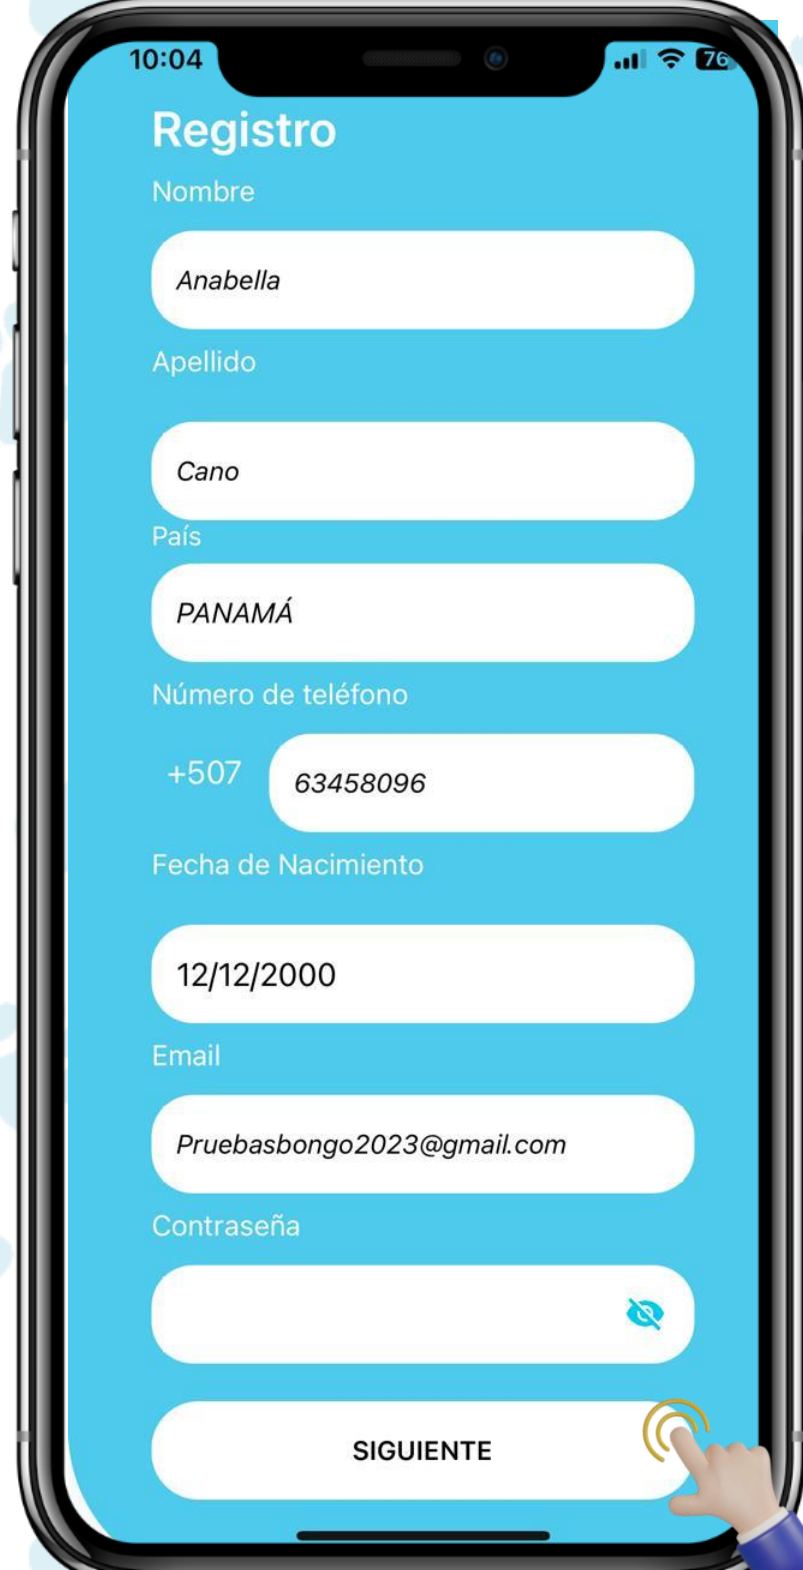 10:04
76
Registro
Nombre
Anabella
Apellido
Cano
País
PANAMÁ
Número de teléfono
+507
63458096
Fecha de Nacimiento
12/12/2000
Email
Pruebasbongo2023@gmail.com
Contraseña
SIGUIENTE